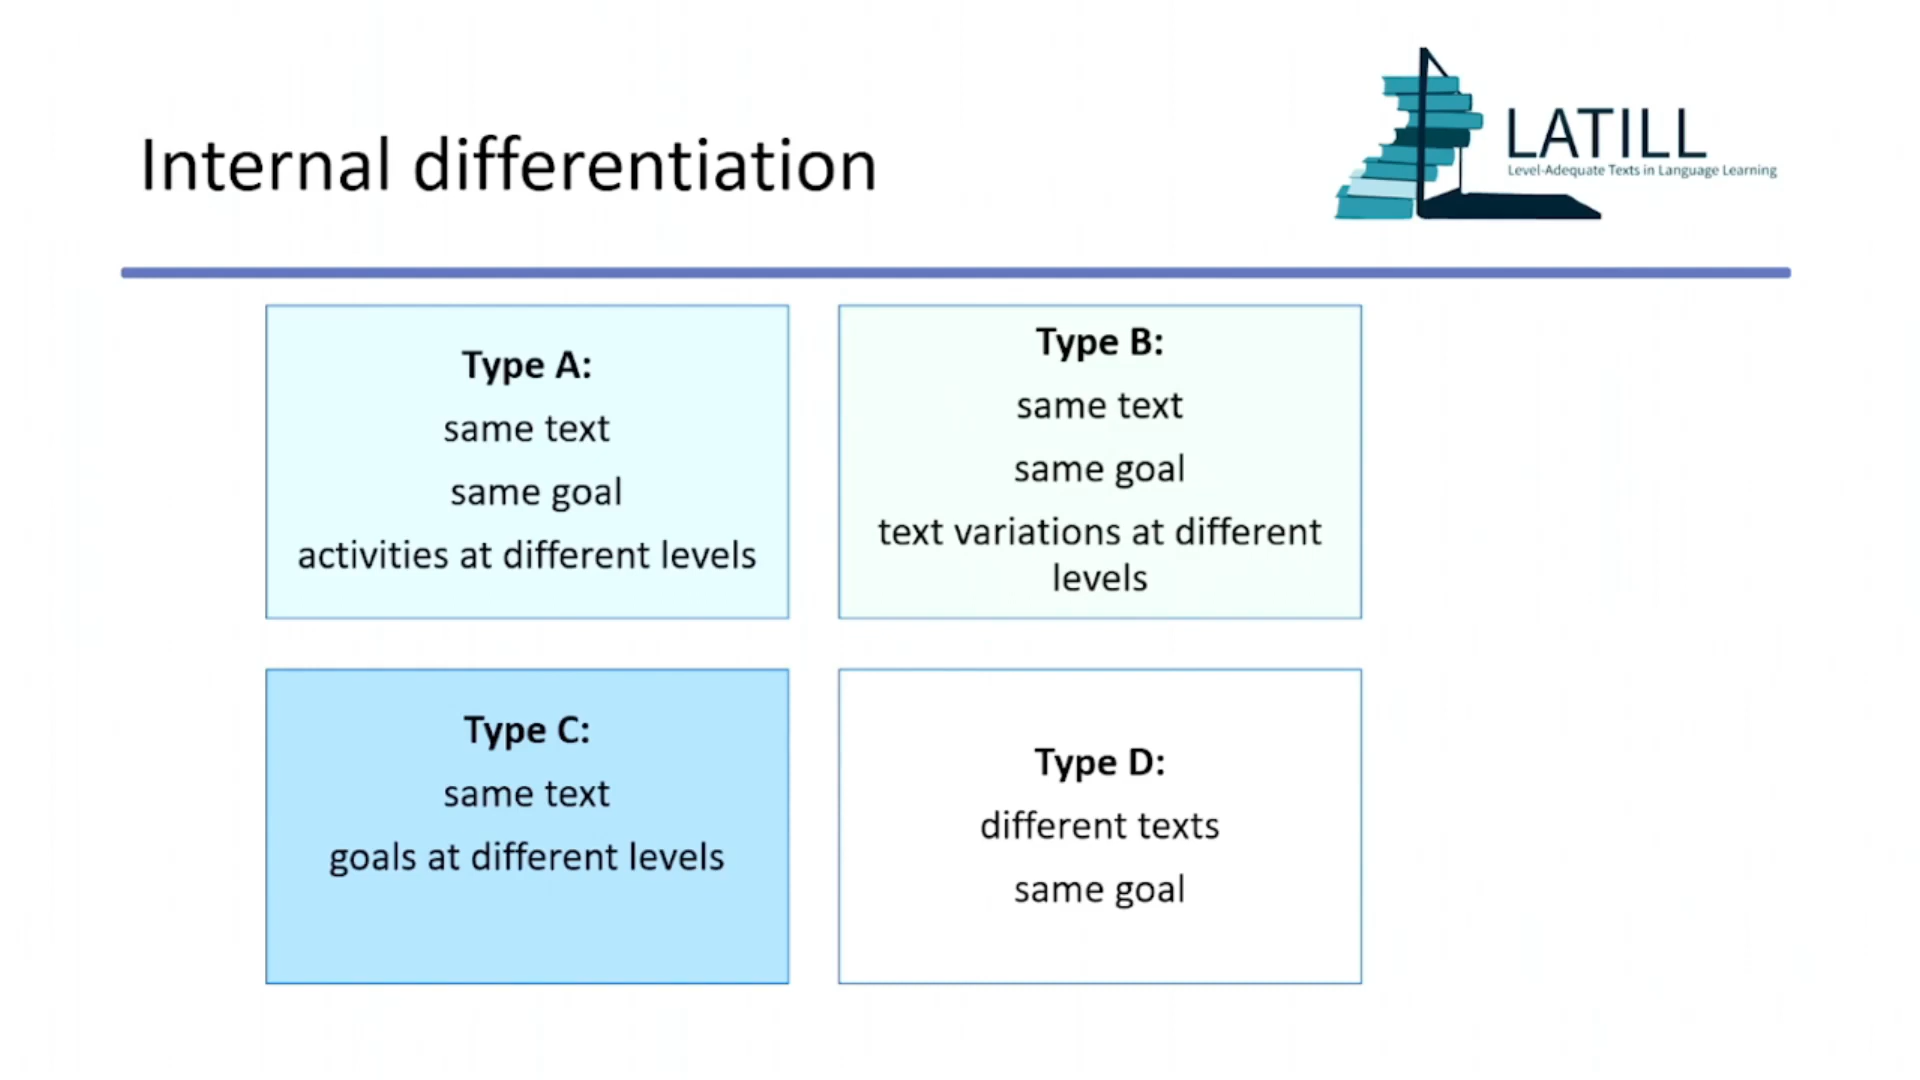 Internal differentiation
LATILL
Level-Adequate Texts in Language Learning
Type A:
same text
same goal
activities at different levels
Type B:
same text
same goal
text variations at different
levels
Type C:
same text
goals at different levels
Type D:
different texts
same goal